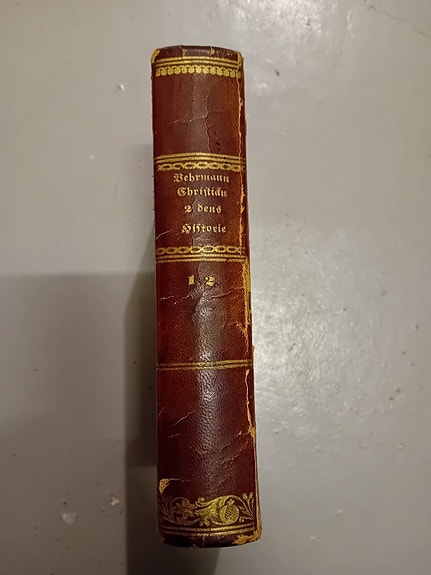 Behrmann
Christian
2 dens
Historie
1. 2.